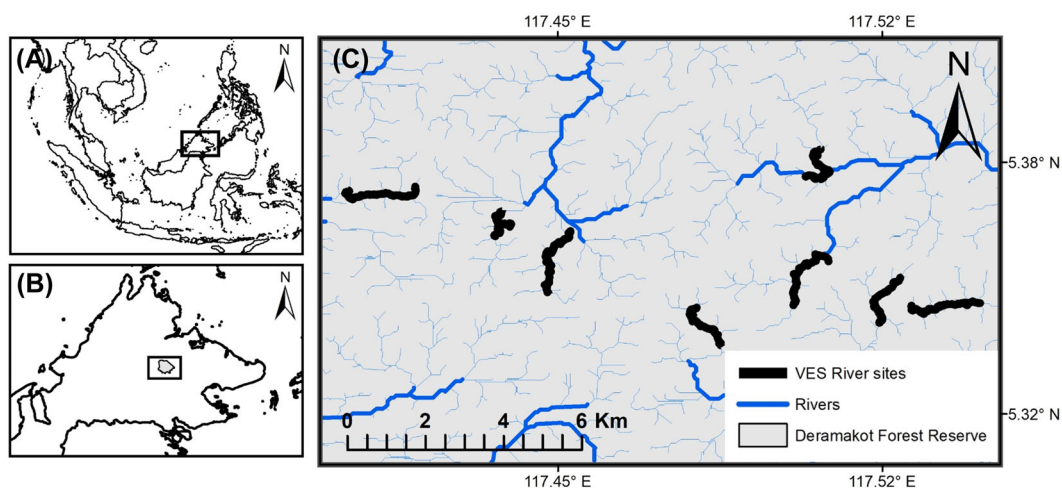 (A)
N
(B)
N
117.45° E
117.52° E
(C)
N
5.38° N
5.32° N
VES River sites
Rivers
Deramakot Forest Reserve
0 2 4 6 Km
117.45° E
117.52° E